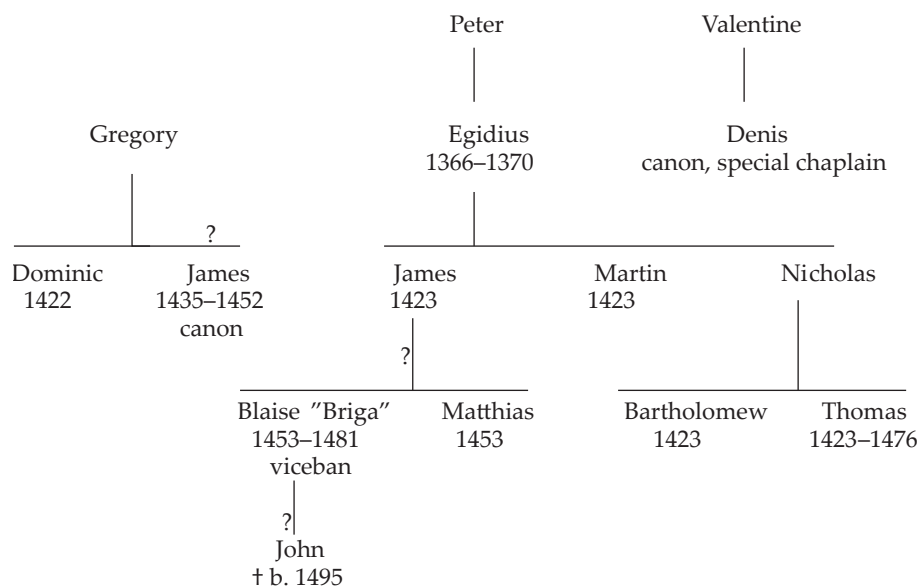 Peter Valentine
Gregory Egidius Denis
1366–1370 canon, special chaplain
?
Dominic James James Martin Nicholas
1422 1435–1452 1423 1423
canon
?
Blaise ″Briga″ Matthias Bartholomew Thomas
1453–1481 1453 1423 1423–1476
viceban
?
John
† b. 1495